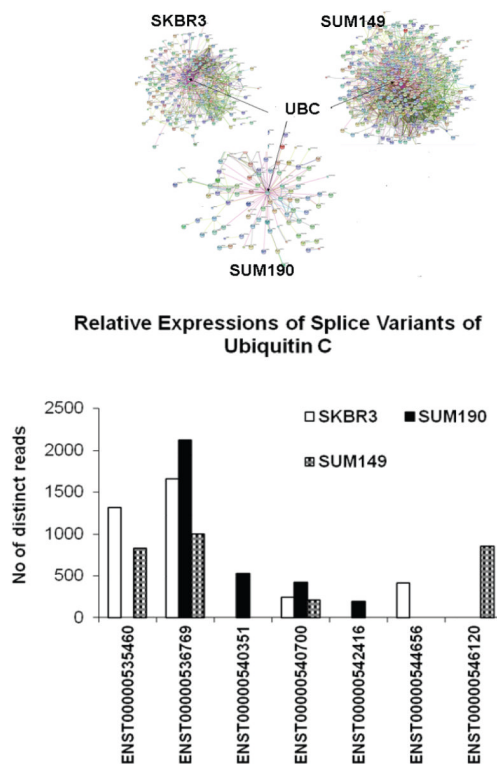 SKBR3
SUM149
UBC
SUM190
Relative Expressions of Splice Variants of
Ubiquitin C
No of distinct reads
2500
2000
1500
1000
500
0
SKBR3
SUM190
SUM149
ENST00000535460
ENST00000536769
ENST00000540351
ENST00000540700
ENST00000542416
ENST00000544656
ENST00000546120